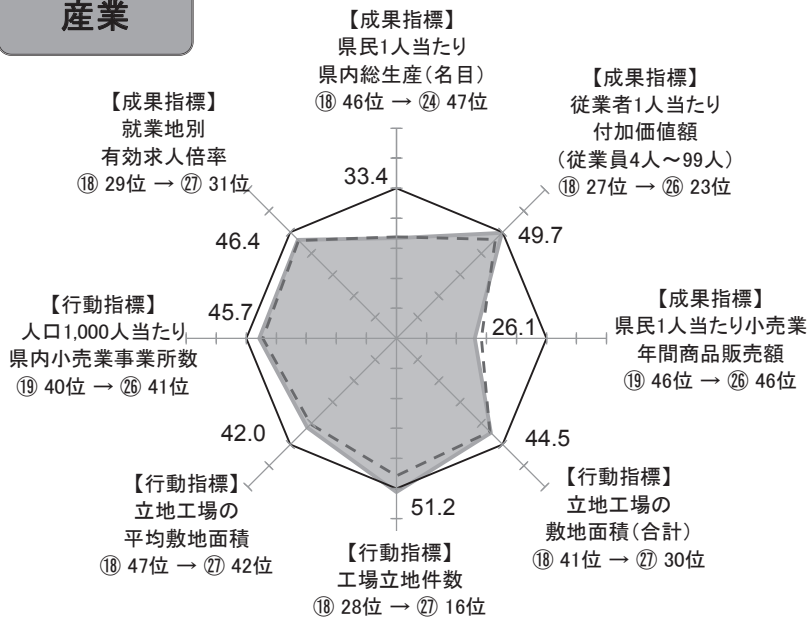 産業
【成果指標】
県民1人当たり
県内総生産（名目）
⑱ 46位 → ㉔ 47位
【成果指標】
従業者1人当たり
付加価値額
（従業員4人～99人）
⑱ 27位 → ㉖ 23位
【成果指標】
就業地別
有効求人倍率
⑱ 29位 → ㉗ 31位
33.4
46.4
49.7
【行動指標】
人口1,000人当たり
県内小売業事業所数
⑲ 40位 → ㉖ 41位
45.7
26.1
【成果指標】
県民1人当たり小売業
年間商品販売額
⑲ 46位 → ㉖ 46位
42.0
44.5
【行動指標】
立地工場の
平均敷地面積
⑱ 47位 → ㉗ 42位
51.2
【行動指標】
工場立地件数
⑱ 28位 → ㉗ 16位
【行動指標】
立地工場の
敷地面積（合計）
⑱ 41位 → ㉗ 30位